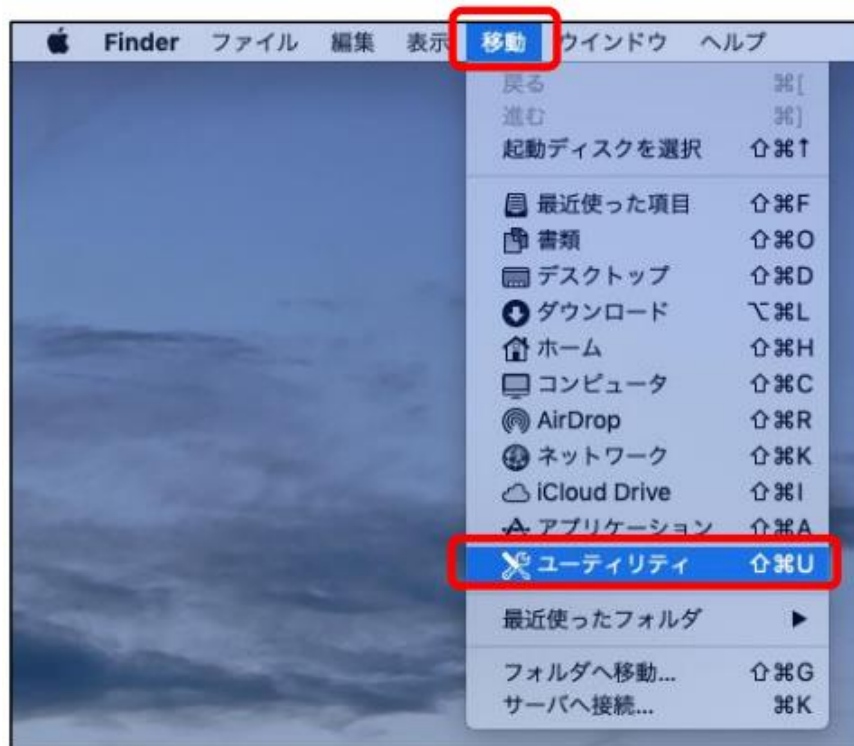 Finder ファイル 編集 表示 移動 ウインドウ ヘルプ
戻る ⌘[
進む ⌘]
起動ディスクを選択 ⇧⌘↑
最近使った項目 ⇧⌘F
書類 ⇧⌘O
デスクトップ ⇧⌘D
ダウンロード ⌥⌘L
ホーム ⇧⌘H
コンピュータ ⇧⌘C
AirDrop ⇧⌘R
ネットワーク ⇧⌘K
iCloud Drive ⇧⌘I
アプリケーション ⇧⌘A
ユーティリティ ⇧⌘U
最近使ったフォルダ ▶
フォルダへ移動... ⇧⌘G
サーバへ接続... ⌘K